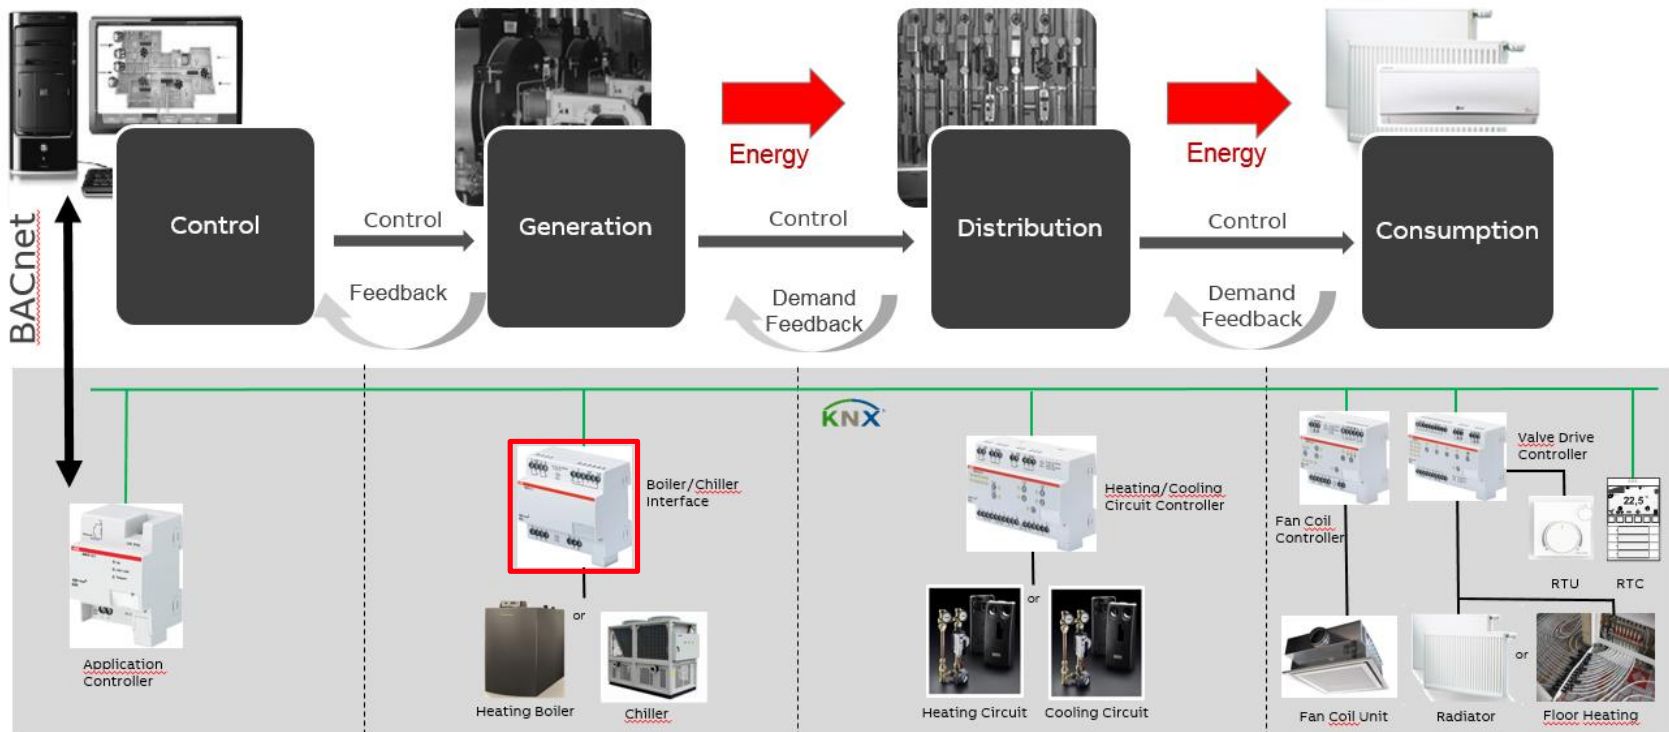 BACnet
Control
Control
Feedback
Generation
Energy
Control
Demand
Feedback
Distribution
Energy
Control
Demand
Feedback
Consumption
KNX
Application
Controller
Boiler/Chiller
Interface
Heating Boiler
or
Chiller
Heating/Cooling
Circuit Controller
Heating Circuit
or
Cooling Circuit
Fan Coil
Controller
Valve Drive
Controller
22,5
RTU
RTC
Fan Coil Unit
Radiator
or
Floor Heating